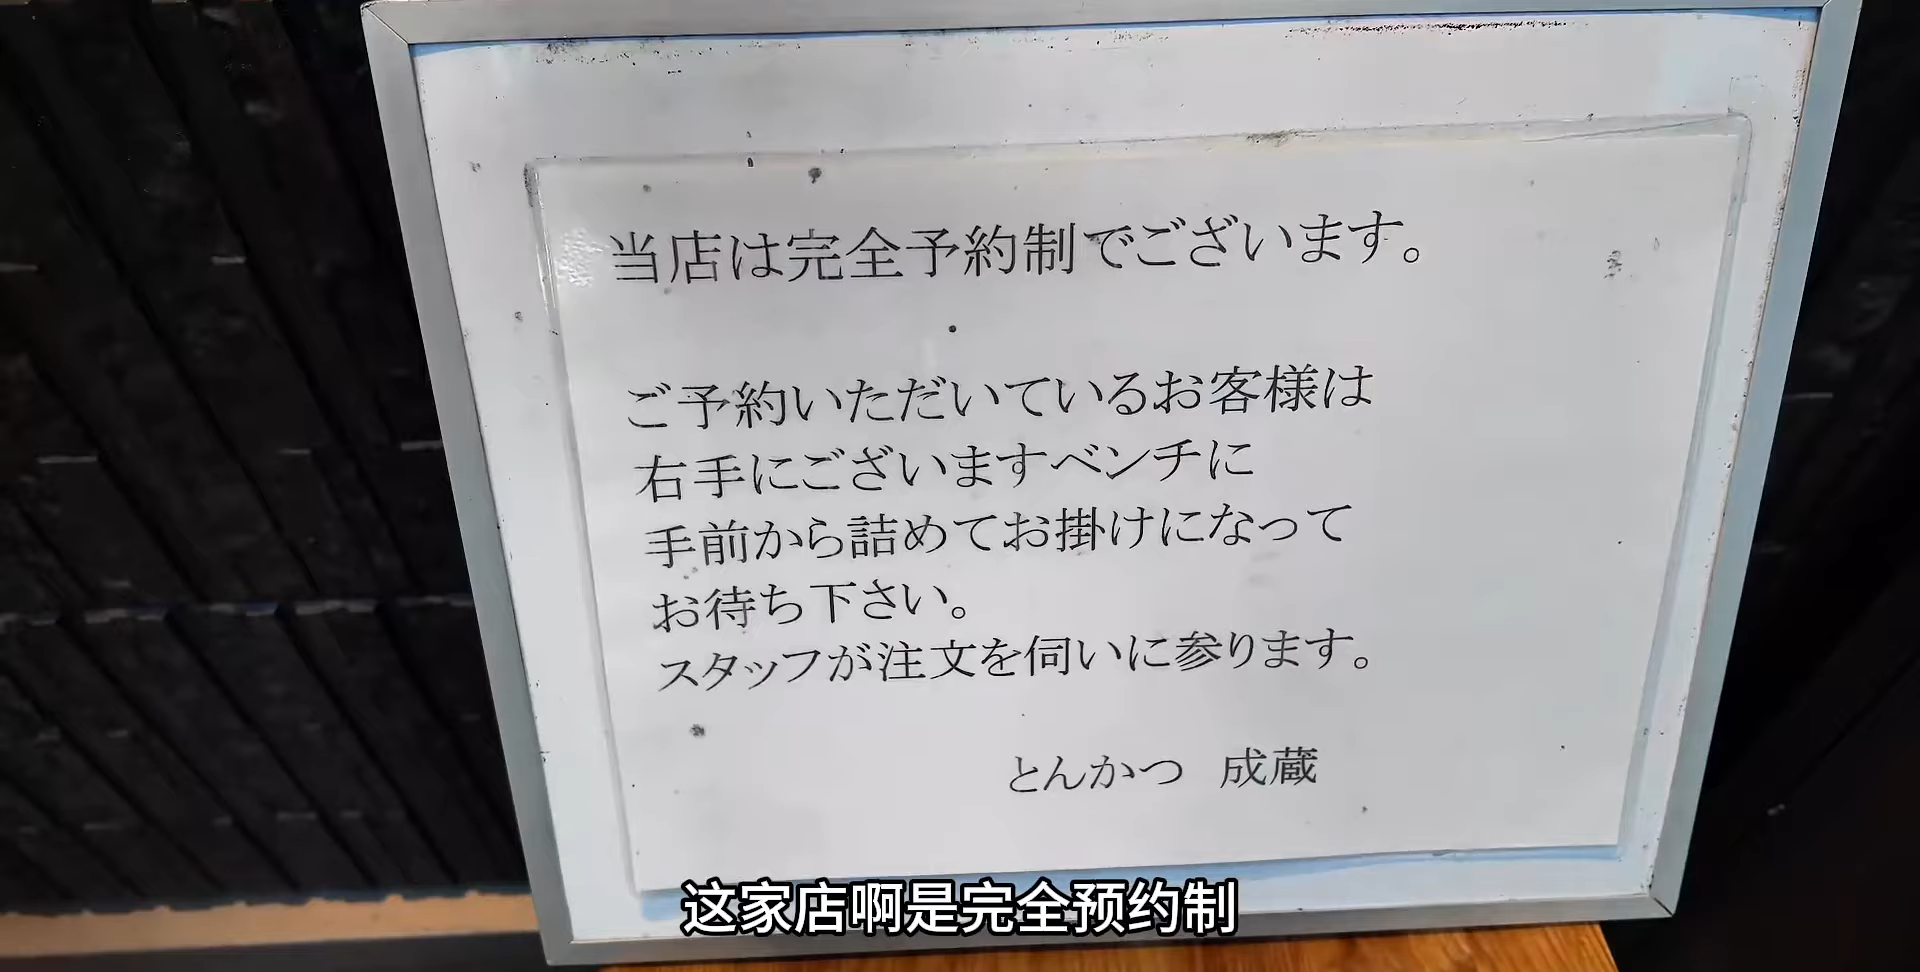 当店は完全予約制でございます。
ご予約いただいているお客様は
右手にございますベンチに
手前から詰めてお掛けになって
お待ち下さい。
スタッフが注文を伺いに参ります。
とんかつ　成蔵
这家店啊是完全预约制